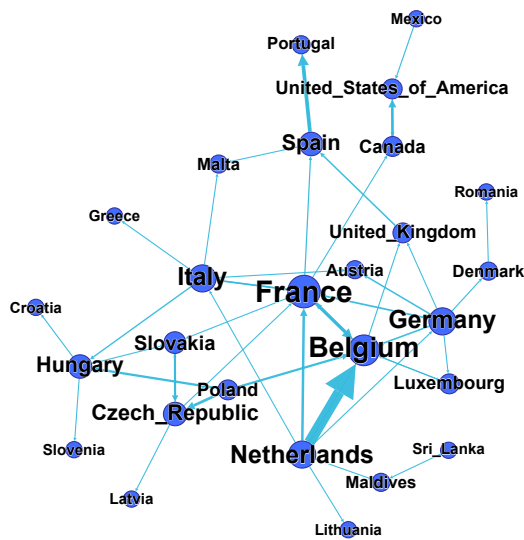 Mexico
Portugal
United_States_of_America
Spain
Canada
Malta
Romania
Greece
United_Kingdom
Italy
Austria
Denmark
France
Croatia
Germany
Slovakia
Belgium
Hungary
Poland
Luxembourg
Czech_Republic
Slovenia
Netherlands
Sri_Lanka
Maldives
Latvia
Lithuania